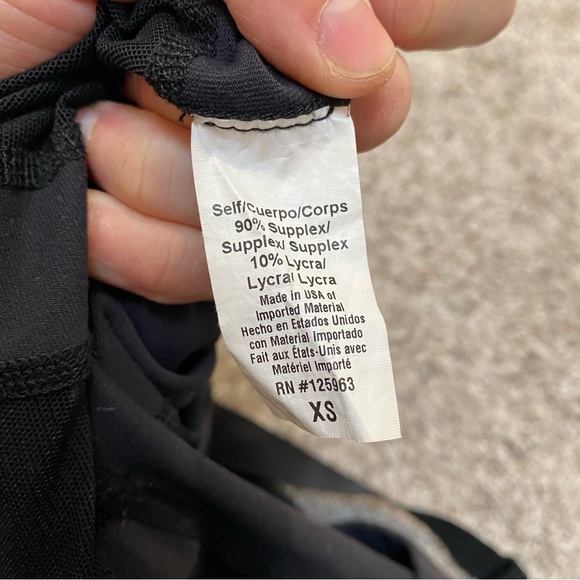 Self/Cuerpo/Corps
90% Supplex/
Supplex/ Supplex
10% Lycra/
Lycra/ Lycra
Made in USA of
Imported Material
Hecho en Estados Unidos
con Material Importado
Fait aux États-Unis avec
Matériel Importé
RN #125963
XS